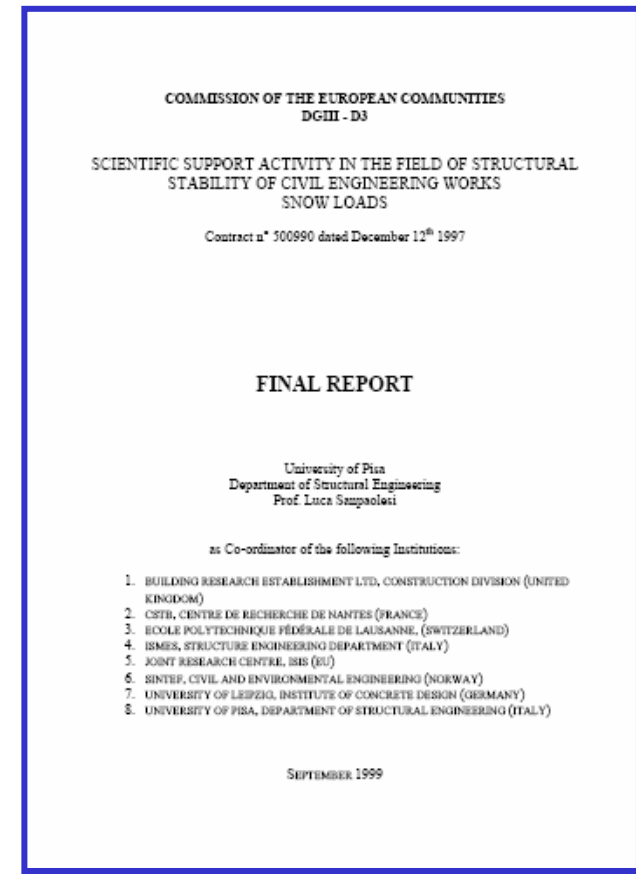 COMMISSION OF THE EUROPEAN COMMUNITIES
DGIII - D3
SCIENTIFIC SUPPORT ACTIVITY IN THE FIELD OF STRUCTURAL
STABILITY OF CIVIL ENGINEERING WORKS
SNOW LOADS
Contract n° 500990 dated December 12th 1997
FINAL REPORT
University of Pisa
Department of Structural Engineering
Prof. Luca Sanpaolesi
as Co-ordinator of the following Institutions:
1. BUILDING RESEARCH ESTABLISHMENT LTD, CONSTRUCTION DIVISION (UNITED
KINGDOM)
2. CSTB, CENTRE DE RECHERCHE DE NANTES (FRANCE)
3. ECOLE POLYTECHNIQUE FÉDÉRALE DE LAUSANNE, (SWITZERLAND)
4. ISMES, STRUCTURE ENGINEERING DEPARTMENT (ITALY)
5. JOINT RESEARCH CENTRE, ISIS (EU)
6. SINTEF, CIVIL AND ENVIRONMENTAL ENGINEERING (NORWAY)
7. UNIVERSITY OF LEIPZIG, INSTITUTE OF CONCRETE DESIGN (GERMANY)
8. UNIVERSITY OF PISA, DEPARTMENT OF STRUCTURAL ENGINEERING (ITALY)
SEPTEMBER 1999